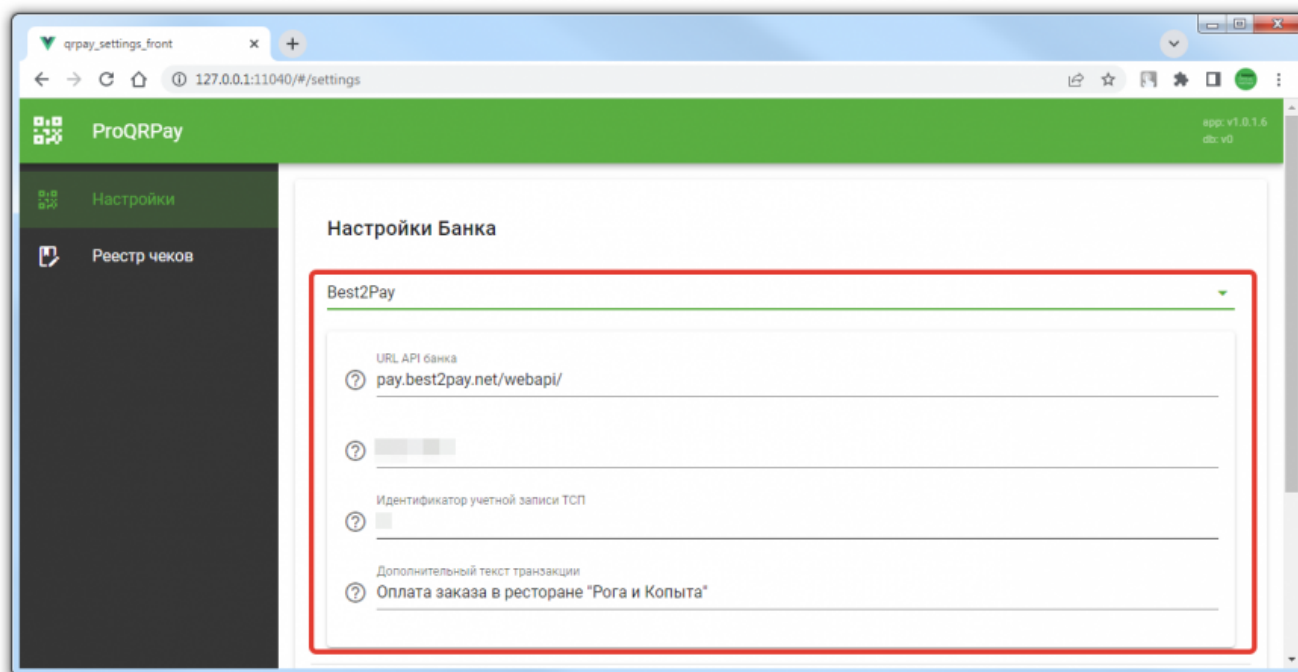 qrpay_settings_front
127.0.0.1:11040/#/settings
ProQRPay
app: v1.0.1.6
db: v0
Настройки
Реестр чеков
Настройки Банка
Best2Pay
URL API банка
pay.best2pay.net/webapi/
Идентификатор учетной записи ТСП
Дополнительный текст транзакции
Оплата заказа в ресторане "Рога и Копыта"